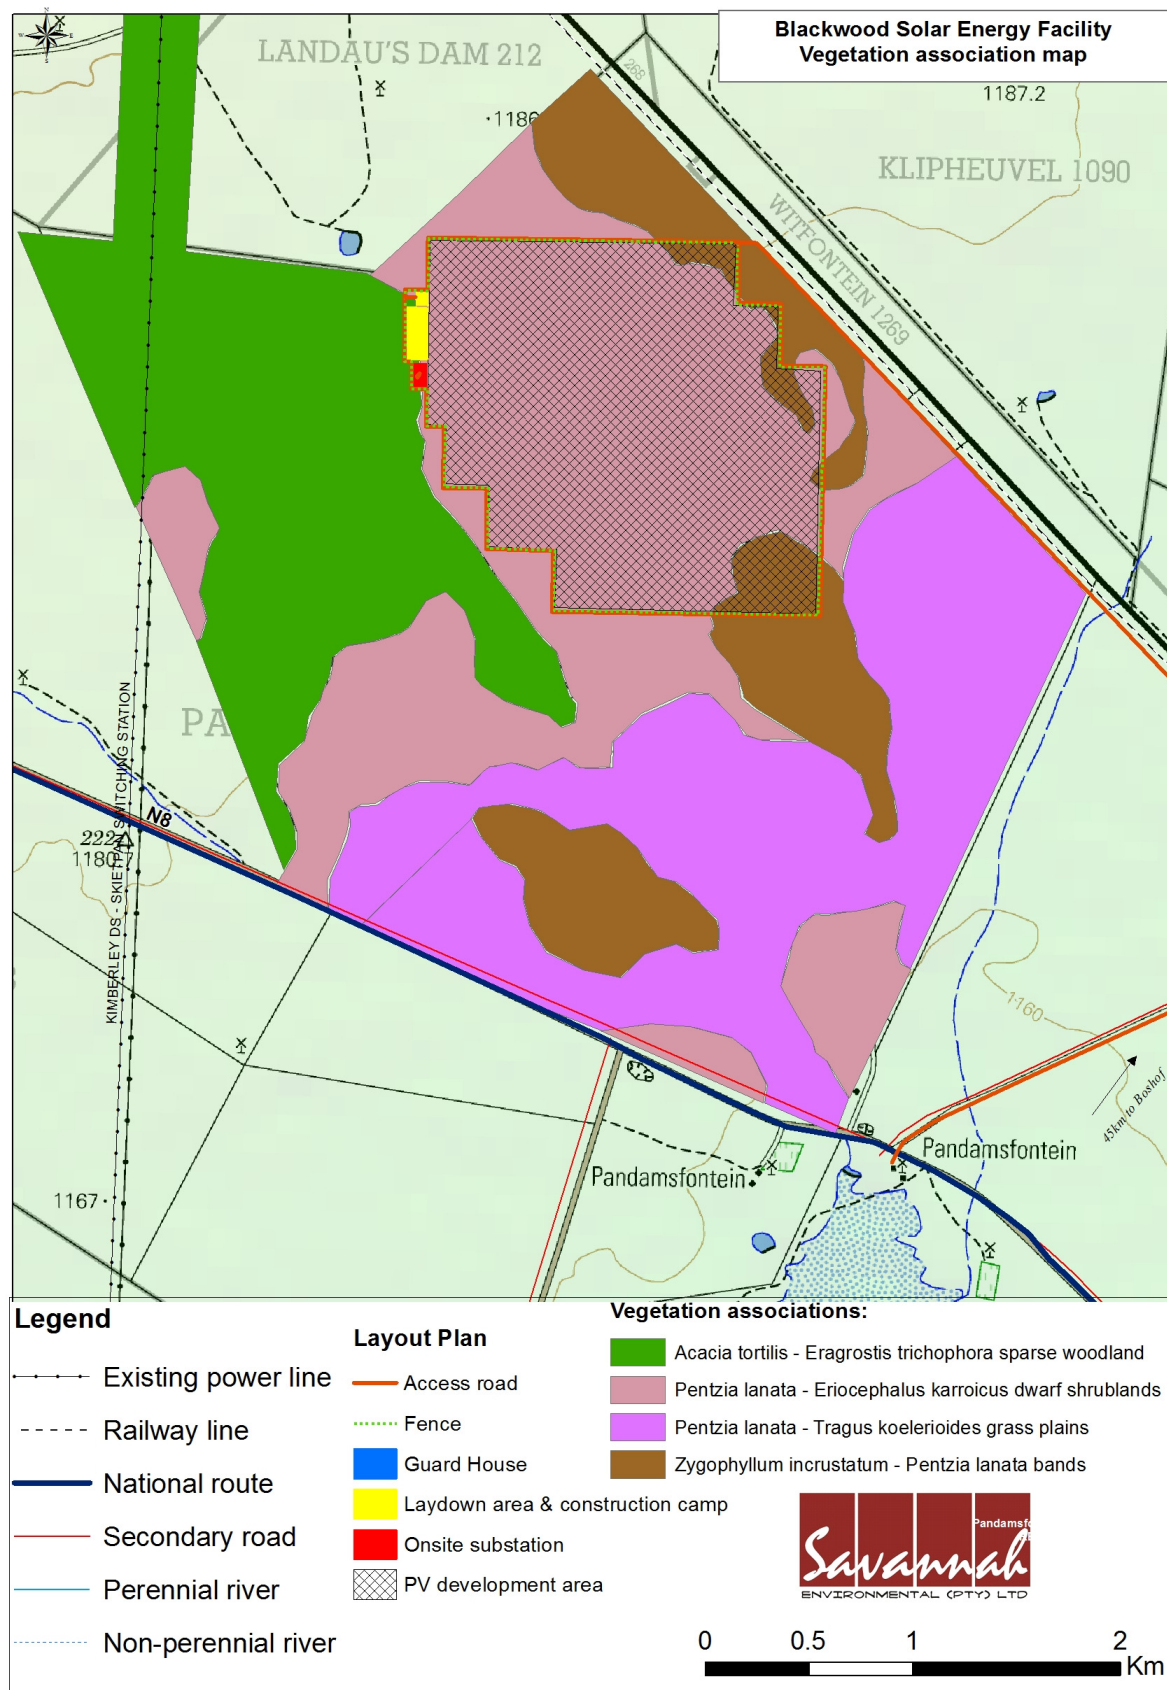 Blackwood Solar Energy Facility
Vegetation association map
N
W
E
S
LANDAU'S DAM 212
268
1187.2
·1186
KLIPHEUVEL 1090
WITFONTEIN 1269
PA
KIMBERLEY DS - SKIETPAN SWITCHING STATION
N8
222
1180.7
1160
45km to Boshof
Pandamsfontein
Pandamsfontein
1167·
Legend
Existing power line
Railway line
National route
Secondary road
Perennial river
Non-perennial river
Layout Plan
Access road
Fence
Guard House
Laydown area & construction camp
Onsite substation
PV development area
Vegetation associations:
Acacia tortilis - Eragrostis trichophora sparse woodland
Pentzia lanata - Eriocephalus karroicus dwarf shrublands
Pentzia lanata - Tragus koelerioides grass plains
Zygophyllum incrustatum - Pentzia lanata bands
Pandamsfo
Savannah
ENVIRONMENTAL (PTY) LTD
0 0.5 1 2
Km